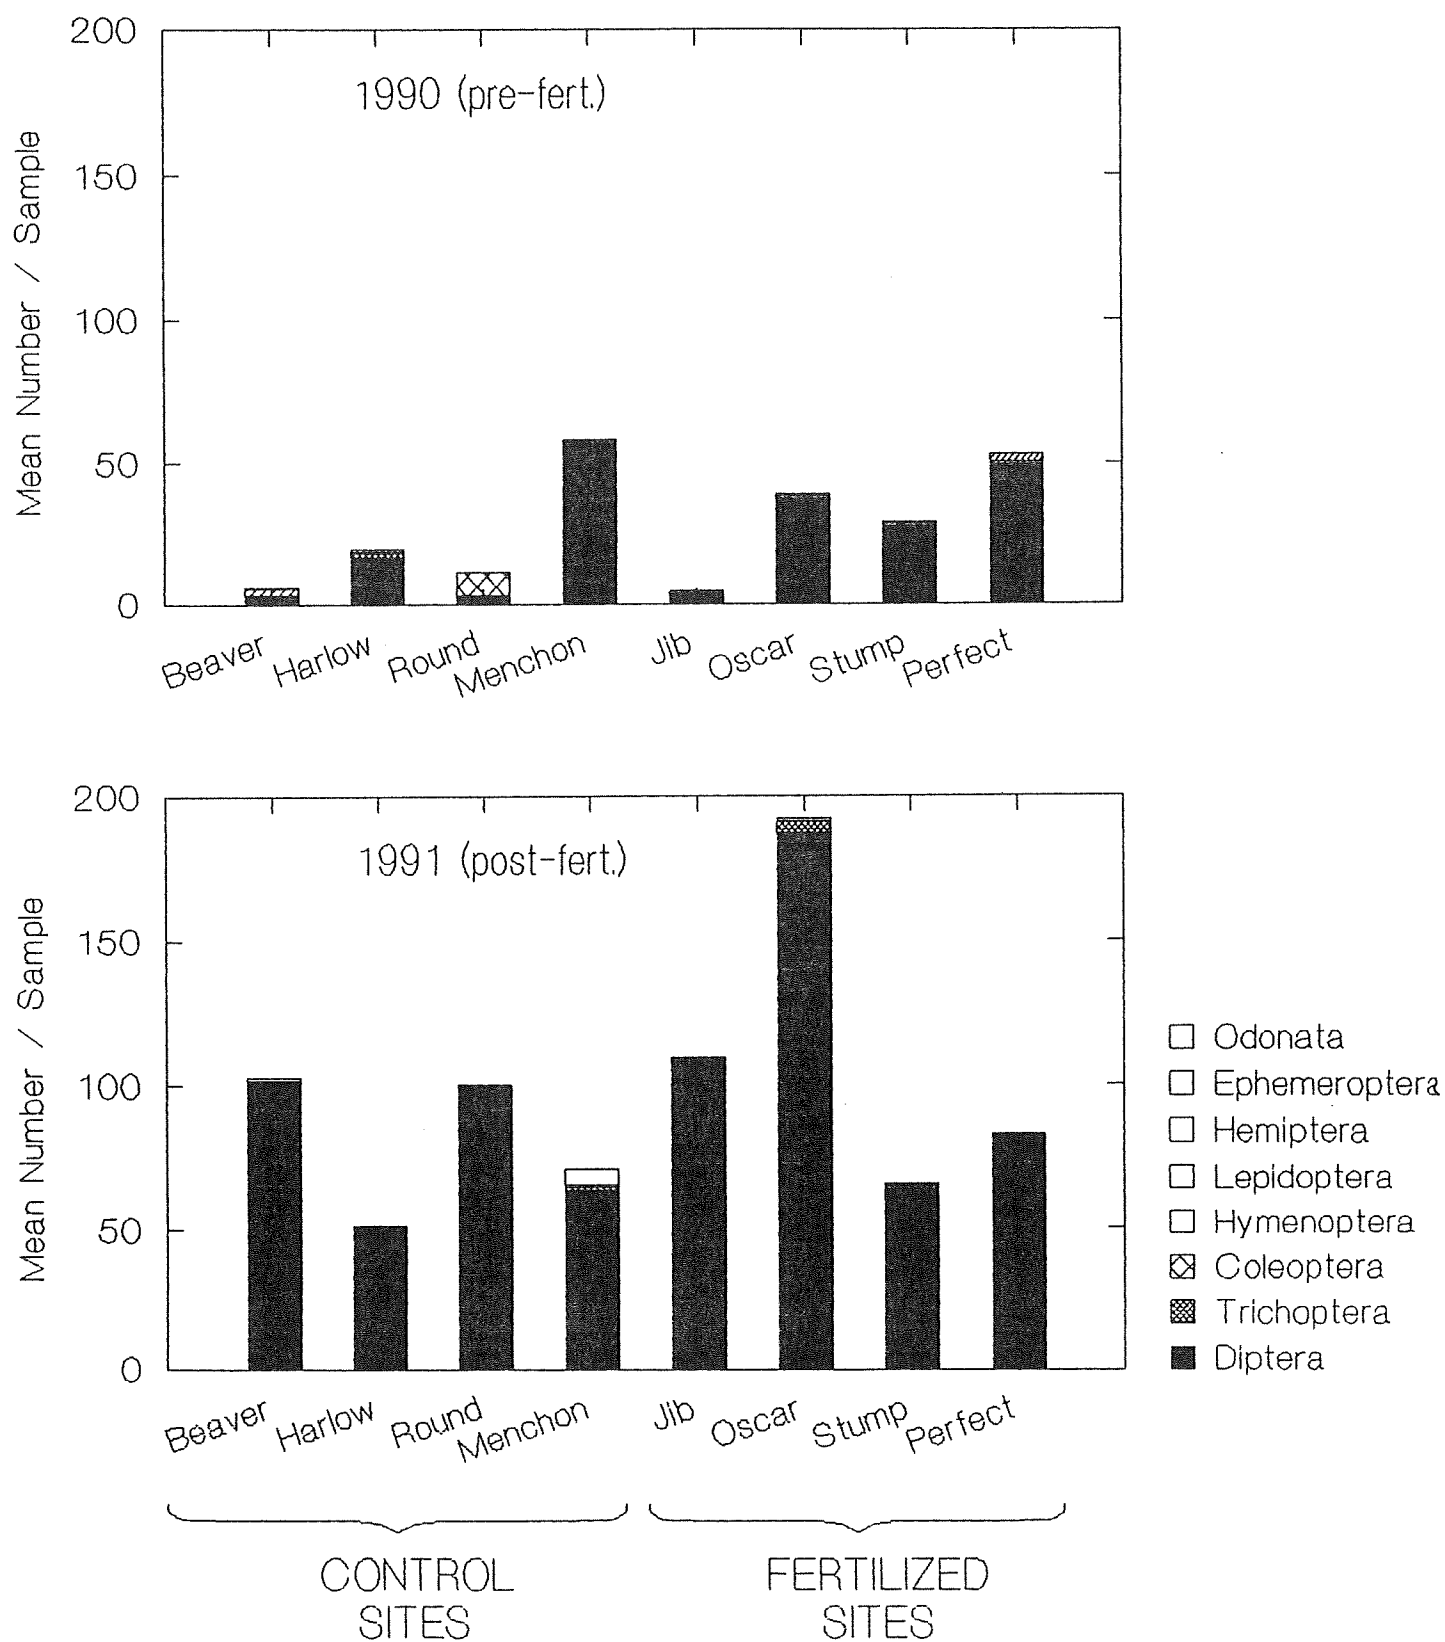 200
1990 (pre-fert.)
150
100
50
0
Mean Number / Sample
Beaver
Harlow
Round
Menchon
Jib
Oscar
Stump
Perfect
200
1991 (post-fert.)
150
100
50
0
Mean Number / Sample
Beaver
Harlow
Round
Menchon
Jib
Oscar
Stump
Perfect
Odonata
Ephemeroptera
Hemiptera
Lepidoptera
Hymenoptera
Coleoptera
Trichoptera
Diptera
CONTROL
SITES
FERTILIZED
SITES